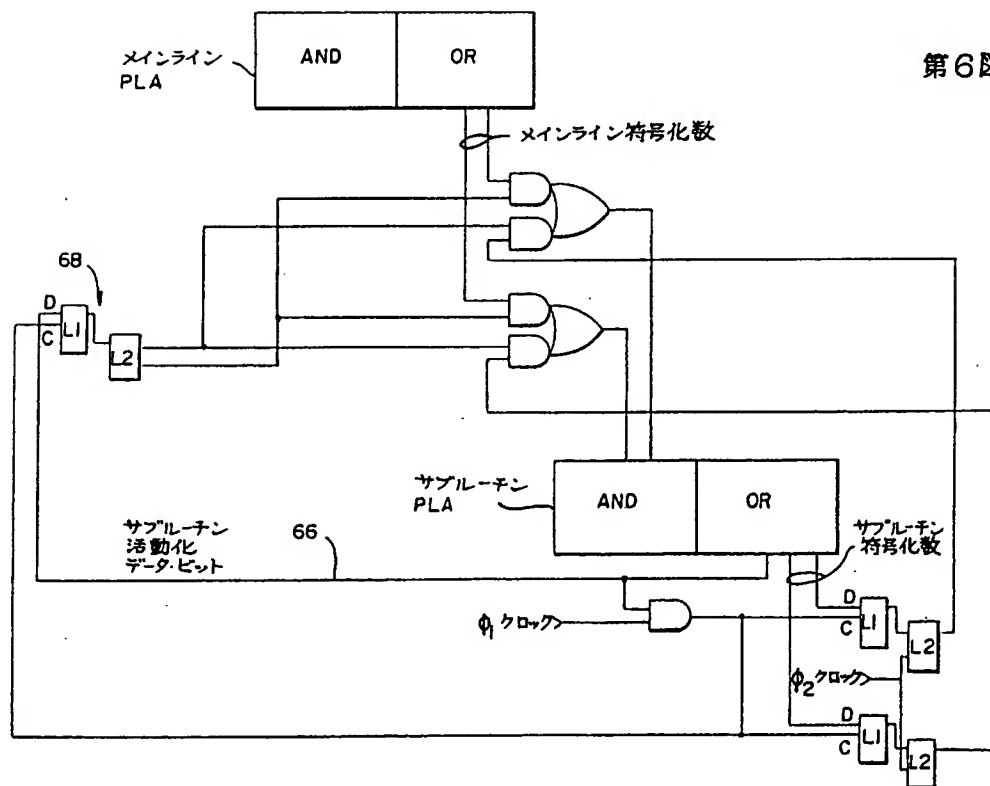 第6図
メインライン
PLA
AND
OR
メインライン符号化数
68
D
C
L1
L2
サブルーチン
PLA
AND
OR
サブルーチン
活動化
データ・ビット
66
サブルーチン
符号化数
φ1 クロック
D
C
L1
L2
φ2 クロック
D
C
L1
L2